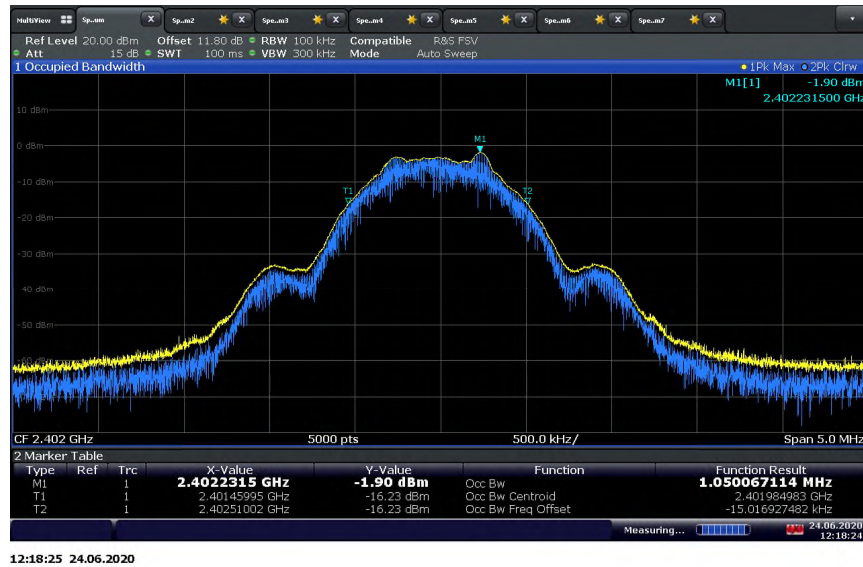 MultiView Sp..um X Sp..m2 X Spe..m3 X Spe..m4 X Spe..m5 X Spe..m6 X Spe..m7 X
Ref Level 20.00 dBm Offset 11.80 dB RBW 100 kHz Compatible R&S FSV
Att 15 dB SWT 100 ms VBW 300 kHz Mode Auto Sweep
1 Occupied Bandwidth 1Pk Max 2Pk Clrw
M1[1] -1.90 dBm
2.402231500 GHz
10 dBm
0 dBm
M1
-10 dBm
T1 T2
-20 dBm
-30 dBm
-40 dBm
-50 dBm
-60 dBm
CF 2.402 GHz 5000 pts 500.0 kHz/ Span 5.0 MHz
2 Marker Table
Type Ref Trc X-Value Y-Value Function Function Result
M1 1 2.4022315 GHz -1.90 dBm Occ Bw 1.050067114 MHz
T1 1 2.40145995 GHz -16.23 dBm Occ Bw Centroid 2.401984983 GHz
T2 1 2.40251002 GHz -16.23 dBm Occ Bw Freq Offset -15.016927482 kHz
Measuring... 24.06.2020
12:18:24
12:18:25 24.06.2020